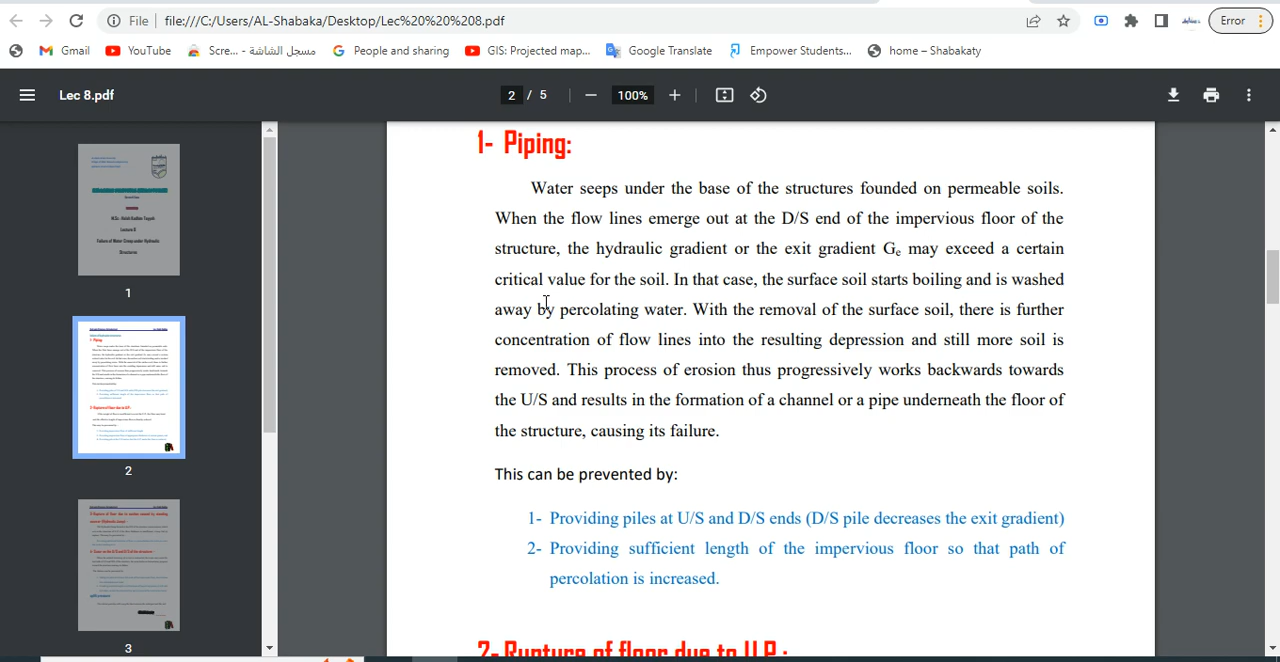 File | file:///C:/Users/AL-Shabaka/Desktop/Lec%20%20%208.pdf
Error
Gmail YouTube Scre... - مسجل الشاشة People and sharing GIS: Projected map... Google Translate Empower Students... home – Shabakaty
Lec 8.pdf
2 / 5
100%
1
2
3
1- Piping:
Water seeps under the base of the structures founded on permeable soils.
When the flow lines emerge out at the D/S end of the impervious floor of the
structure, the hydraulic gradient or the exit gradient Ge may exceed a certain
critical value for the soil. In that case, the surface soil starts boiling and is washed
away by percolating water. With the removal of the surface soil, there is further
concentration of flow lines into the resulting depression and still more soil is
removed. This process of erosion thus progressively works backwards towards
the U/S and results in the formation of a channel or a pipe underneath the floor of
the structure, causing its failure.
This can be prevented by:
1- Providing piles at U/S and D/S ends (D/S pile decreases the exit gradient)
2- Providing sufficient length of the impervious floor so that path of
percolation is increased.
2- Rupture of floor due to U.P.: